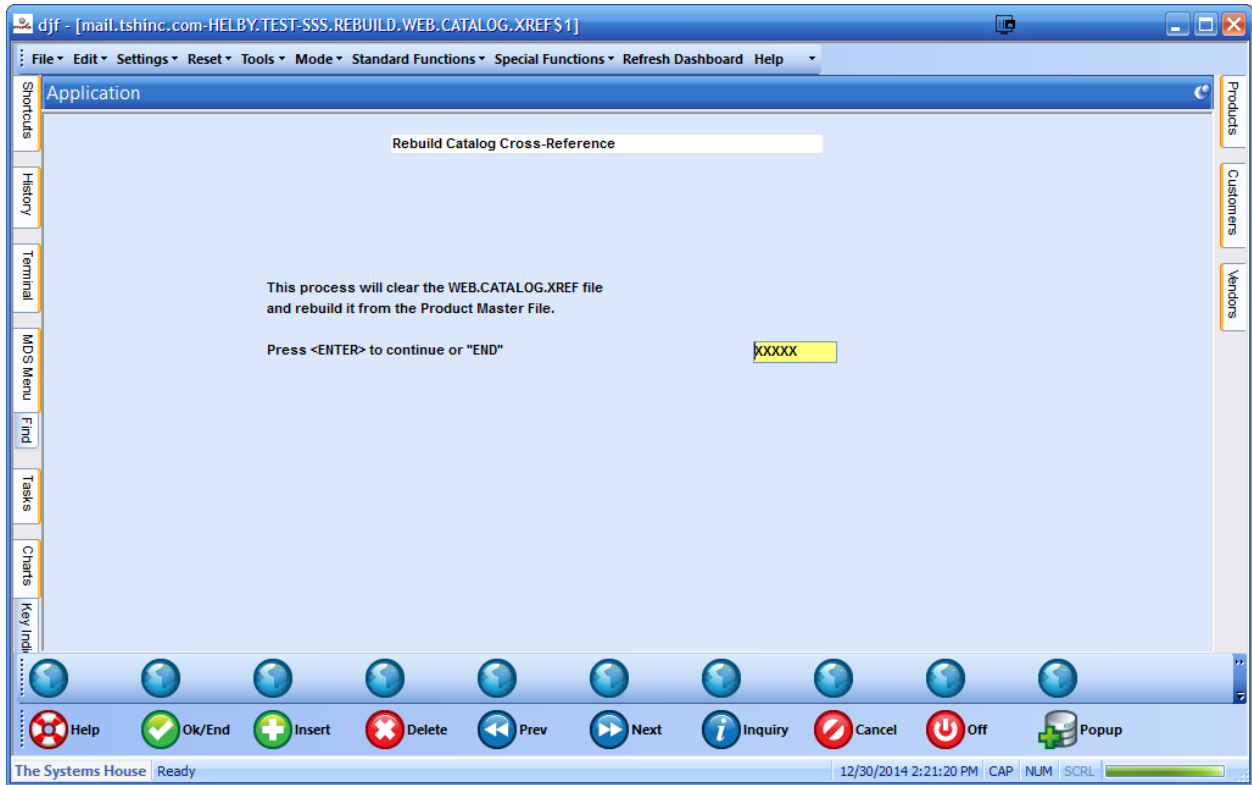 djf - [mail.tshinc.com-HELBY.TEST-SSS.REBUILD.WEB.CATALOG.XREF$1]
File Edit Settings Reset Tools Mode Standard Functions Special Functions Refresh Dashboard Help
Application
Shortcuts
History
Terminal
MDS Menu
Find
Tasks
Charts
Key Indi
Rebuild Catalog Cross-Reference
This process will clear the WEB.CATALOG.XREF file
and rebuild it from the Product Master File.
Press <ENTER> to continue or "END" XXXXX
Products
Customers
Vendors
Help Ok/End Insert Delete Prev Next Inquiry Cancel Off Popup
The Systems House Ready 12/30/2014 2:21:20 PM CAP NUM SCRL